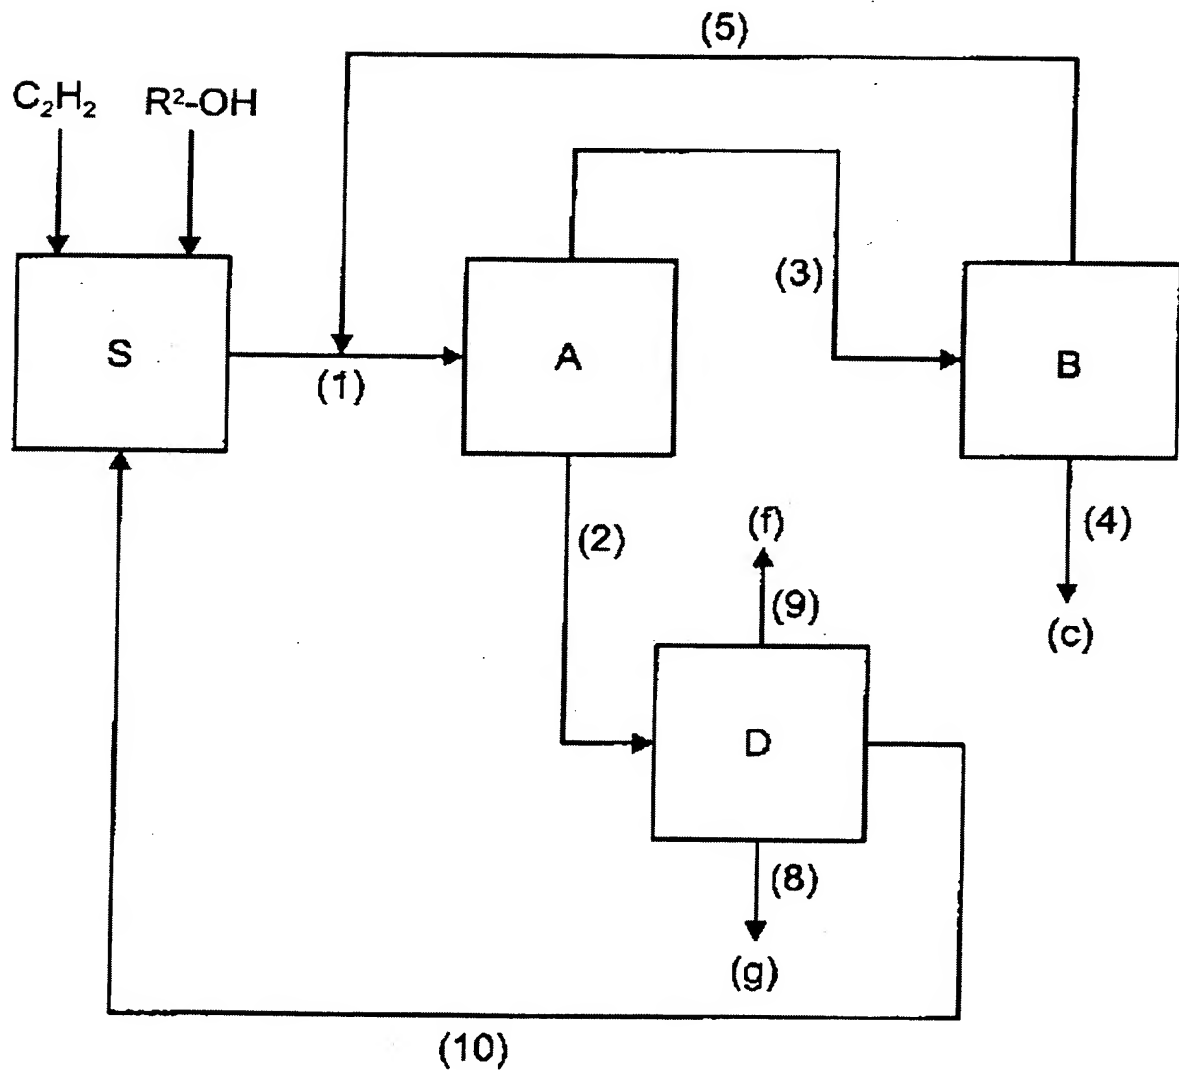 (5)
C₂H₂
R²-OH
(3)
S
A
B
(1)
(2)
(f)
(4)
(9)
(c)
D
(8)
(g)
(10)